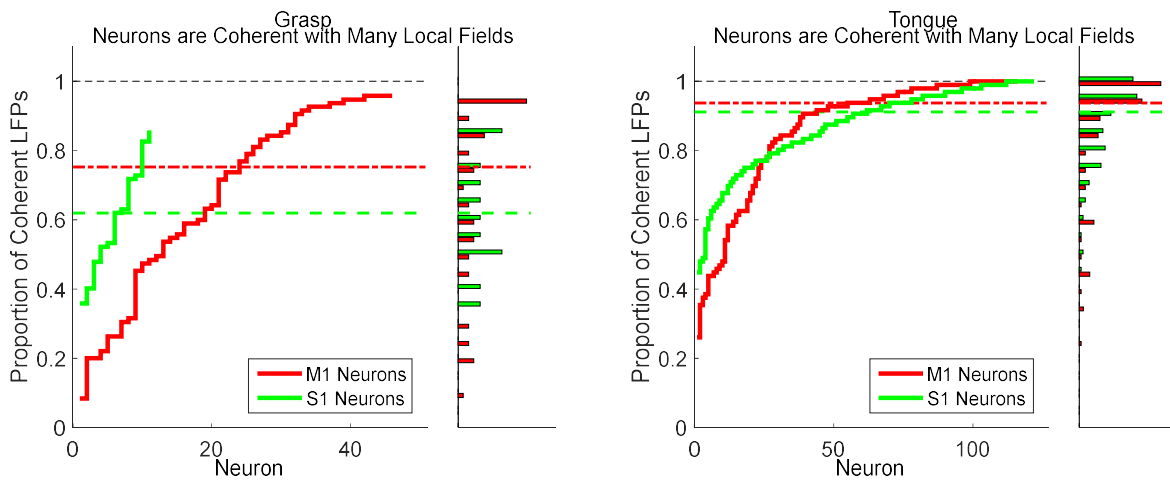 Grasp
Neurons are Coherent with Many Local Fields
Proportion of Coherent LFPs
1
0.8
0.6
0.4
0.2
0
0
20
40
Neuron
M1 Neurons
S1 Neurons
Tongue
Neurons are Coherent with Many Local Fields
Proportion of Coherent LFPs
1
0.8
0.6
0.4
0.2
0
0
50
100
Neuron
M1 Neurons
S1 Neurons